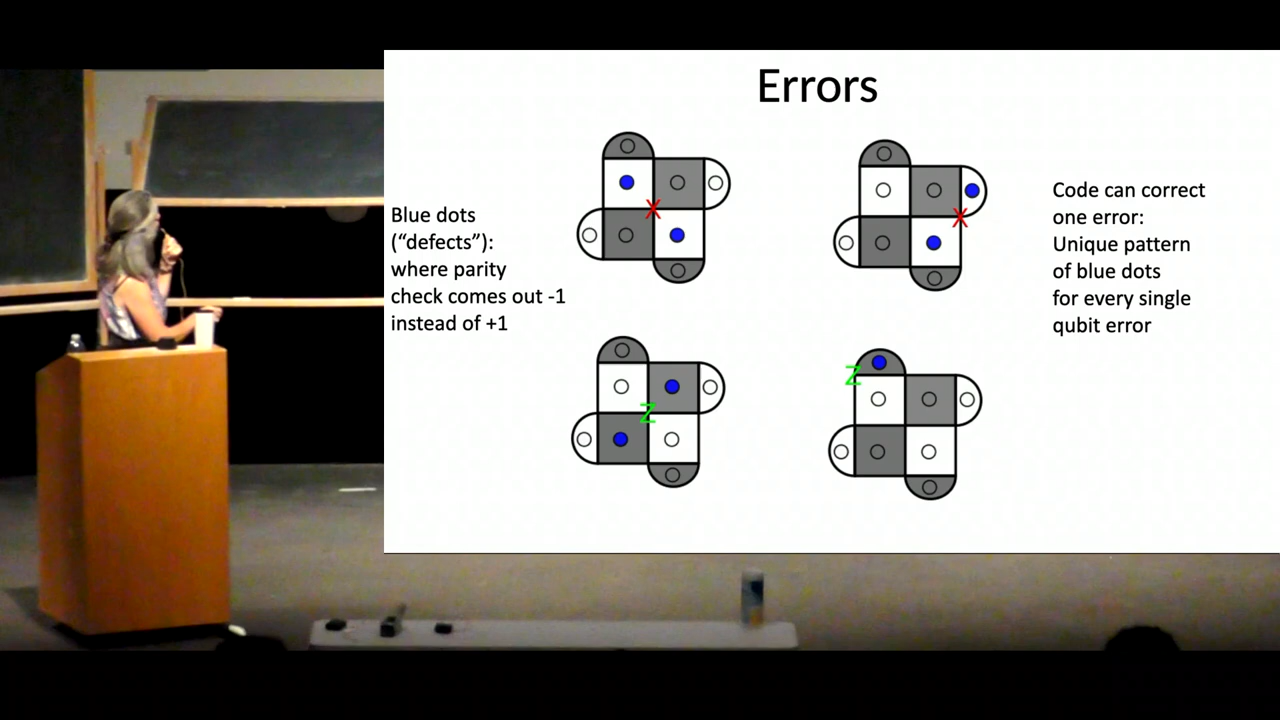 Errors
Blue dots
(“defects”):
where parity
check comes out -1
instead of +1
X
X
Code can correct
one error:
Unique pattern
of blue dots
for every single
qubit error
Z
Z